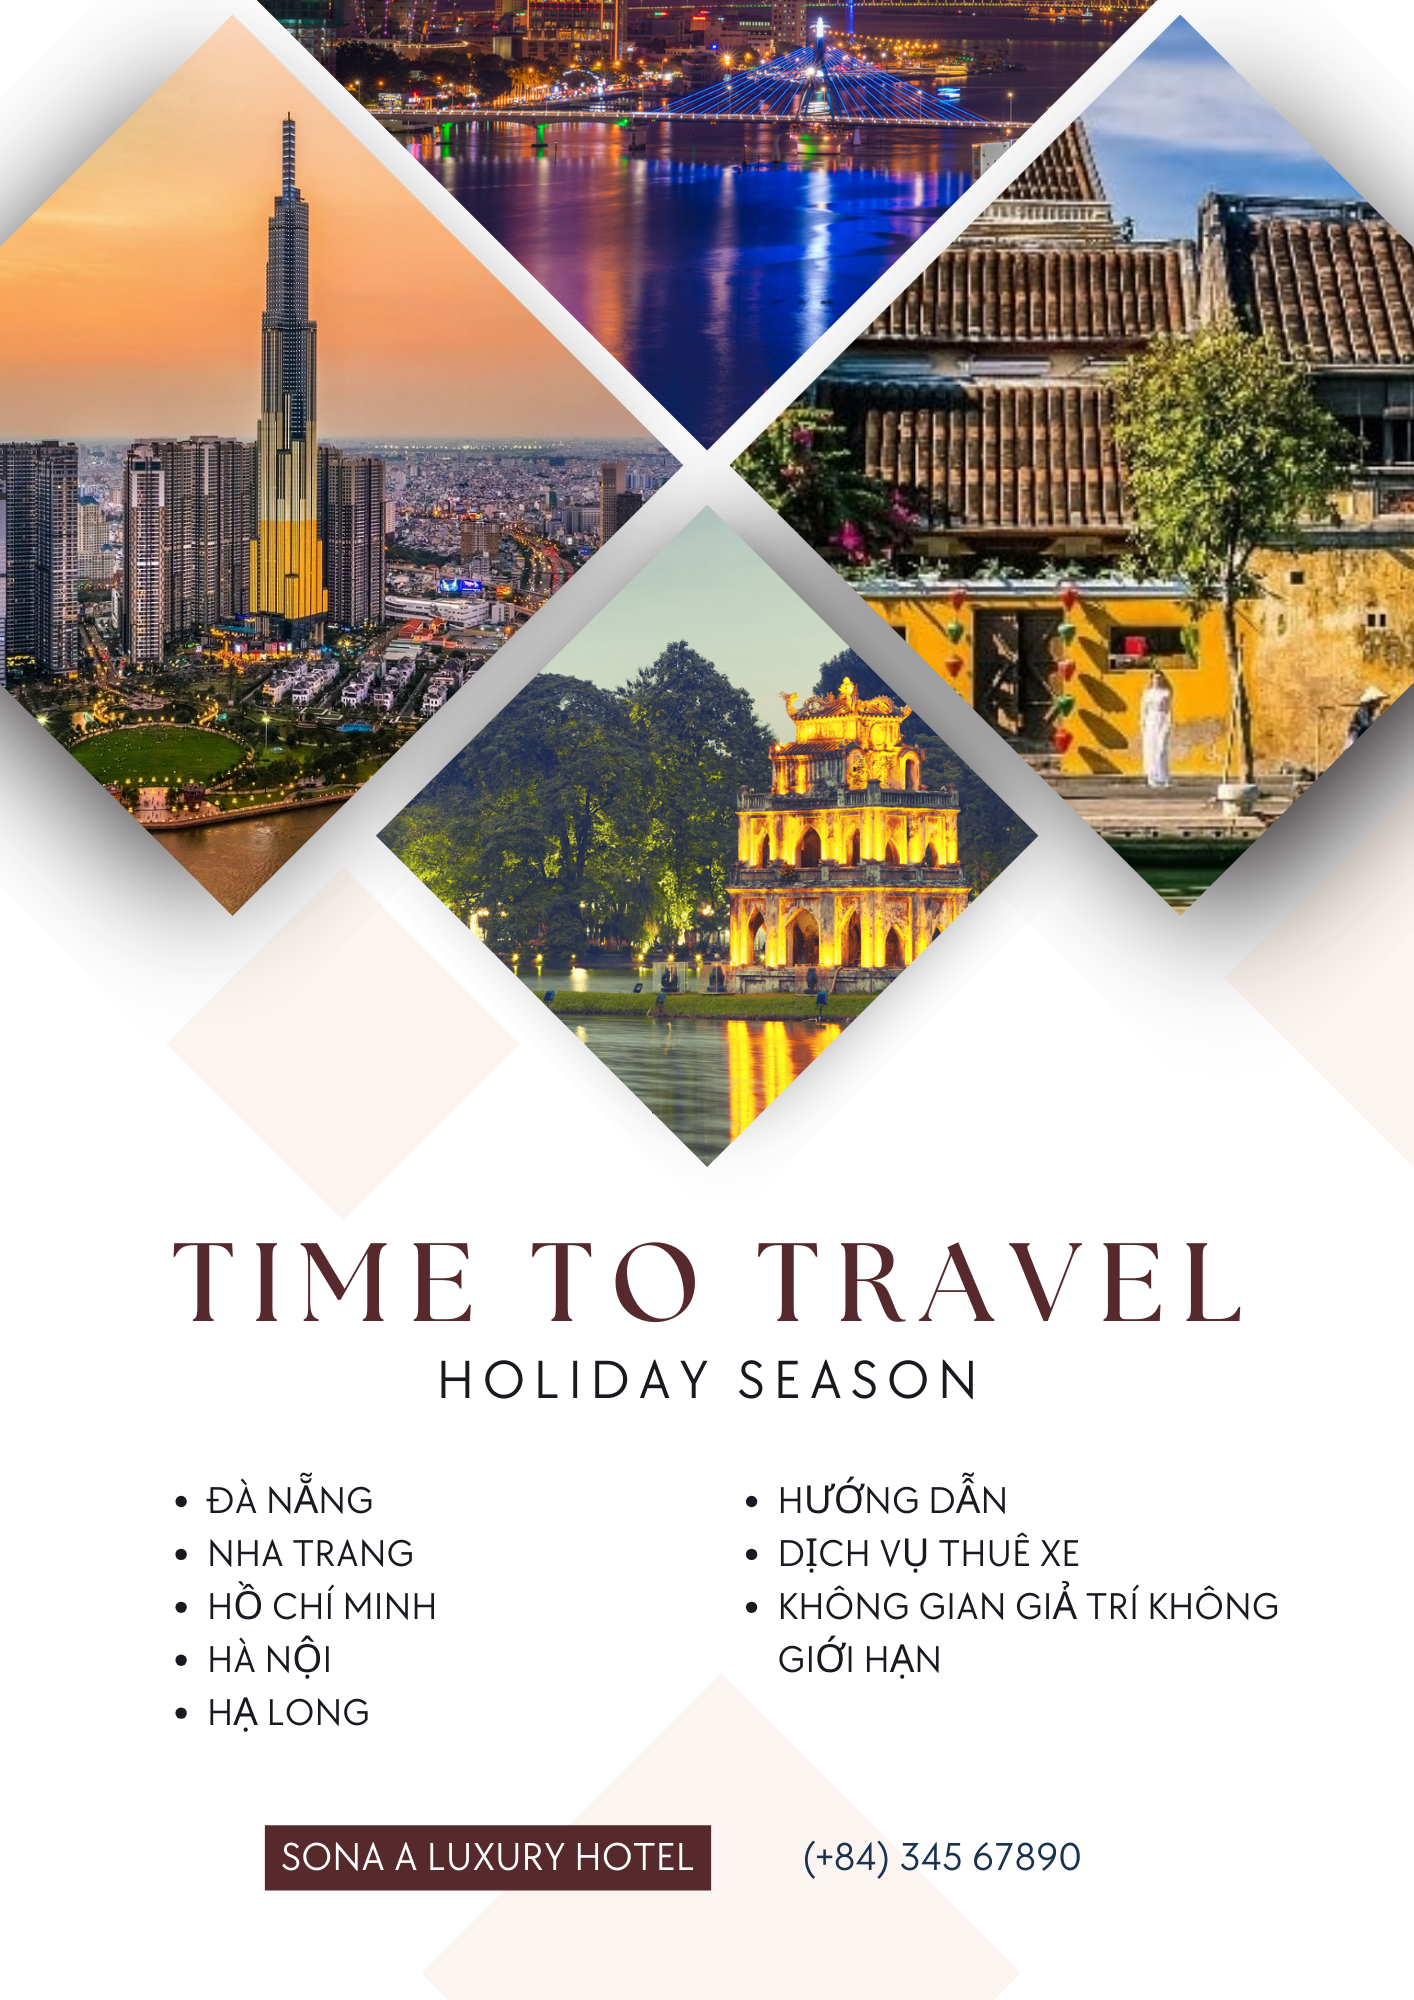 TIME TO TRAVEL
HOLIDAY SEASON
• ĐÀ NẴNG
• NHA TRANG
• HỒ CHÍ MINH
• HÀ NỘI
• HẠ LONG
• HƯỚNG DẪN
• DỊCH VỤ THUÊ XE
• KHÔNG GIAN GIẢ TRÍ KHÔNG
GIỚI HẠN
SONA A LUXURY HOTEL
(+84) 345 67890